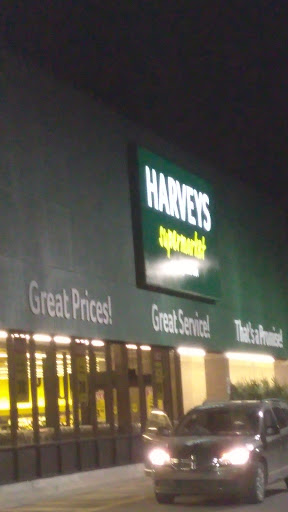 HARVEYS
supermarket
Great Prices!
Great Service!
That's a Promise!